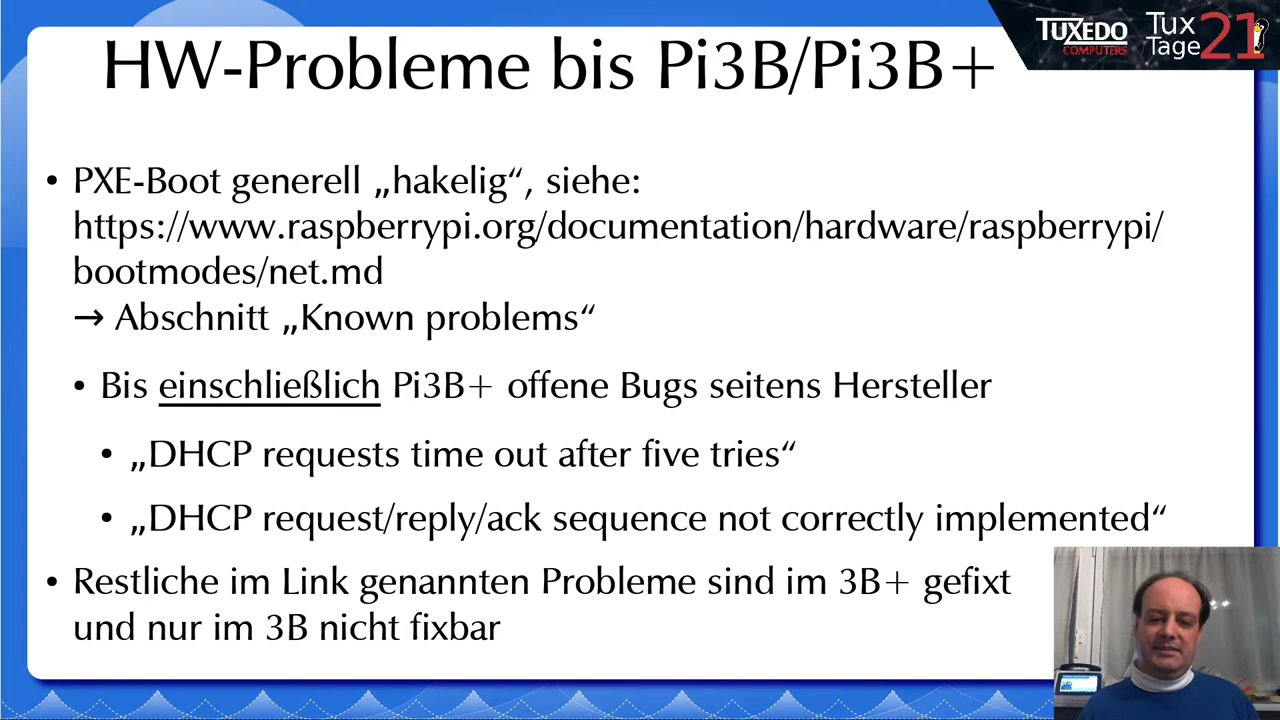 TUXEDO
COMPUTERS
Tux
Tage
21
HW-Probleme bis Pi3B/Pi3B+
• PXE-Boot generell „hakelig“, siehe:
https://www.raspberrypi.org/documentation/hardware/raspberrypi/
bootmodes/net.md
→ Abschnitt „Known problems“
• Bis einschließlich Pi3B+ offene Bugs seitens Hersteller
• „DHCP requests time out after five tries“
• „DHCP request/reply/ack sequence not correctly implemented“
• Restliche im Link genannten Probleme sind im 3B+ gefixt
und nur im 3B nicht fixbar